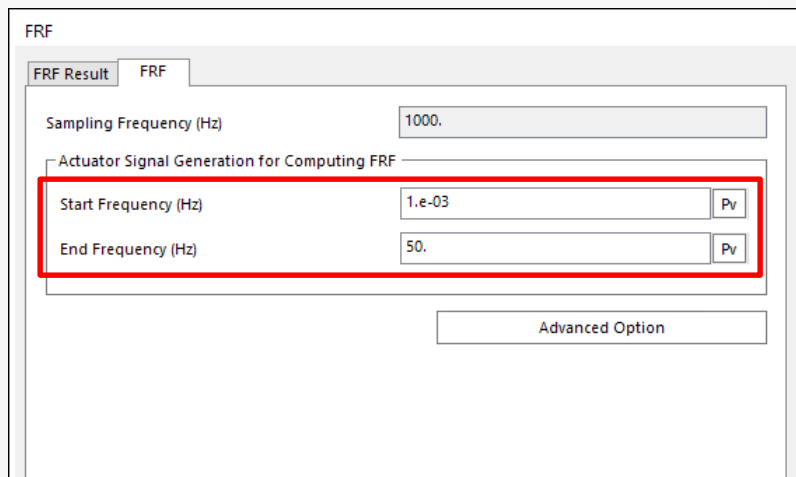 FRF
FRF Result FRF
Sampling Frequency (Hz) 1000.
Actuator Signal Generation for Computing FRF
Start Frequency (Hz) 1.e-03 Pv
End Frequency (Hz) 50. Pv
Advanced Option